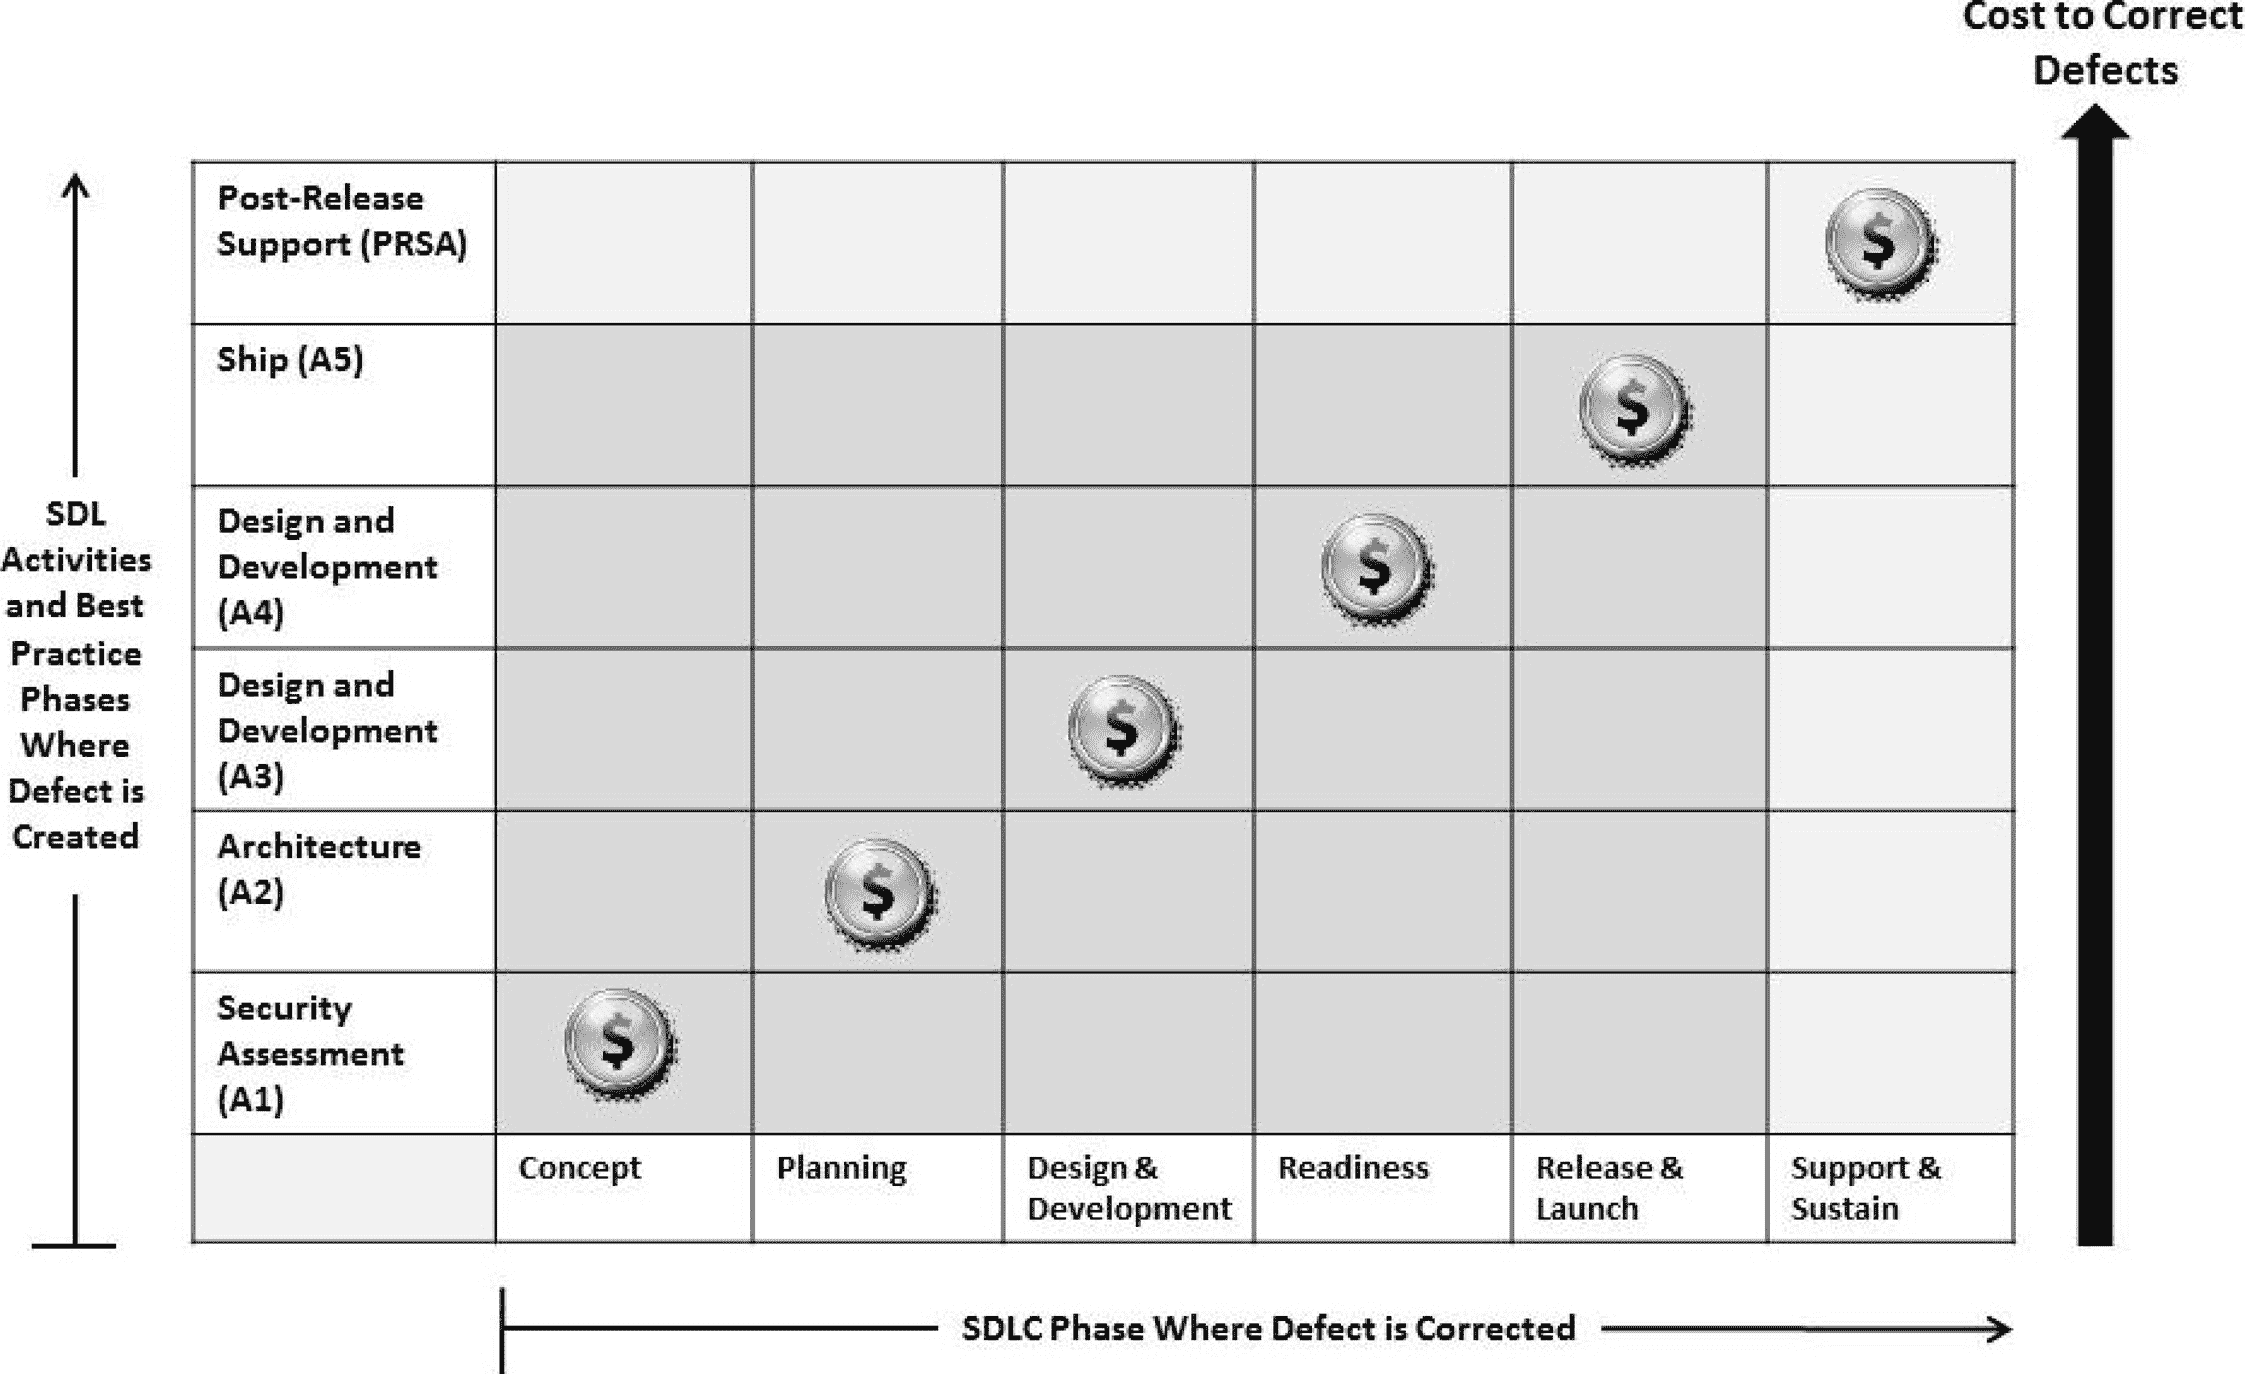 Cost to Correct
Defects
Post-Release
Support (PRSA)
$
Ship (A5)
$
SDL
Activities
and Best
Practice
Phases
Where
Defect is
Created
Design and
Development
(A4)
$
Design and
Development
(A3)
$
Architecture
(A2)
$
Security
Assessment
(A1)
$
Concept
Planning
Design &
Development
Readiness
Release &
Launch
Support &
Sustain
SDLC Phase Where Defect is Corrected